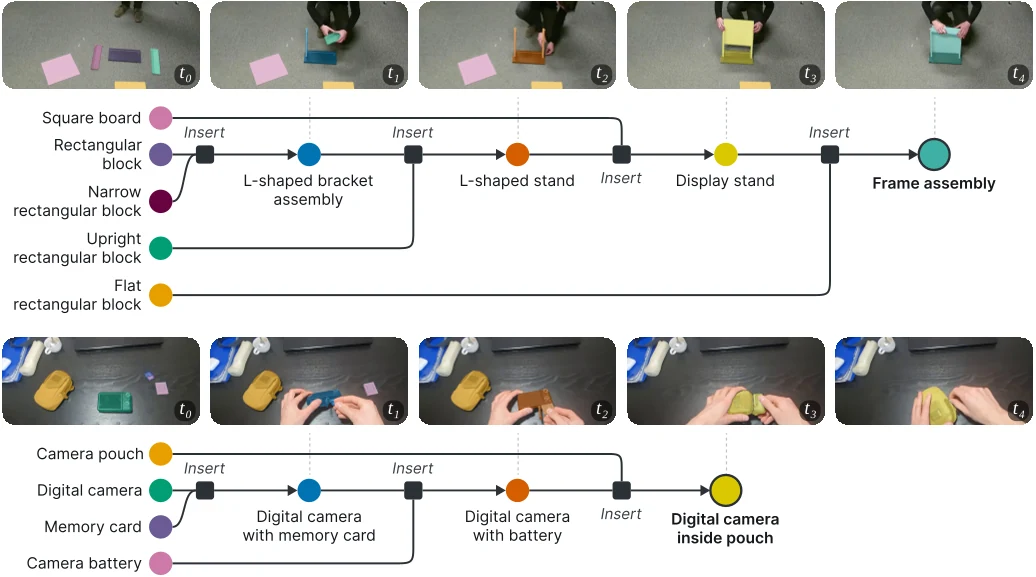 t0
t1
t2
t3
t4
Square board
Insert
Insert
Insert
Rectangular
block
L-shaped bracket
assembly
L-shaped stand
Insert
Display stand
Frame assembly
Narrow
rectangular block
Upright
rectangular block
Flat
rectangular block
t0
t1
t2
t3
t4
Camera pouch
Insert
Insert
Digital camera
Digital camera
with memory card
Digital camera
with battery
Insert
Digital camera
inside pouch
Memory card
Camera battery